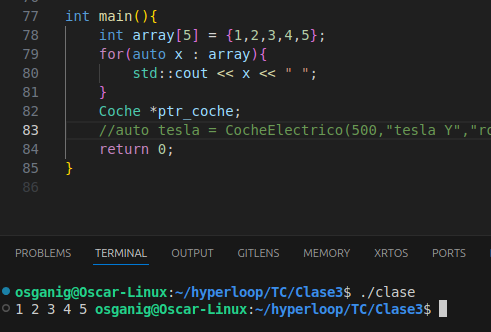 77 int main(){
78 int array[5] = {1,2,3,4,5};
79 for(auto x : array){
80 std::cout << x << " ";
81 }
82 Coche *ptr_coche;
83 //auto tesla = CocheElectrico(500,"tesla Y","ro
84 return 0;
85 }
86
PROBLEMS TERMINAL OUTPUT GITLENS MEMORY XRTOS PORTS
osganig@Oscar-Linux:~/hyperloop/TC/Clase3$ ./clase
1 2 3 4 5 osganig@Oscar-Linux:~/hyperloop/TC/Clase3$